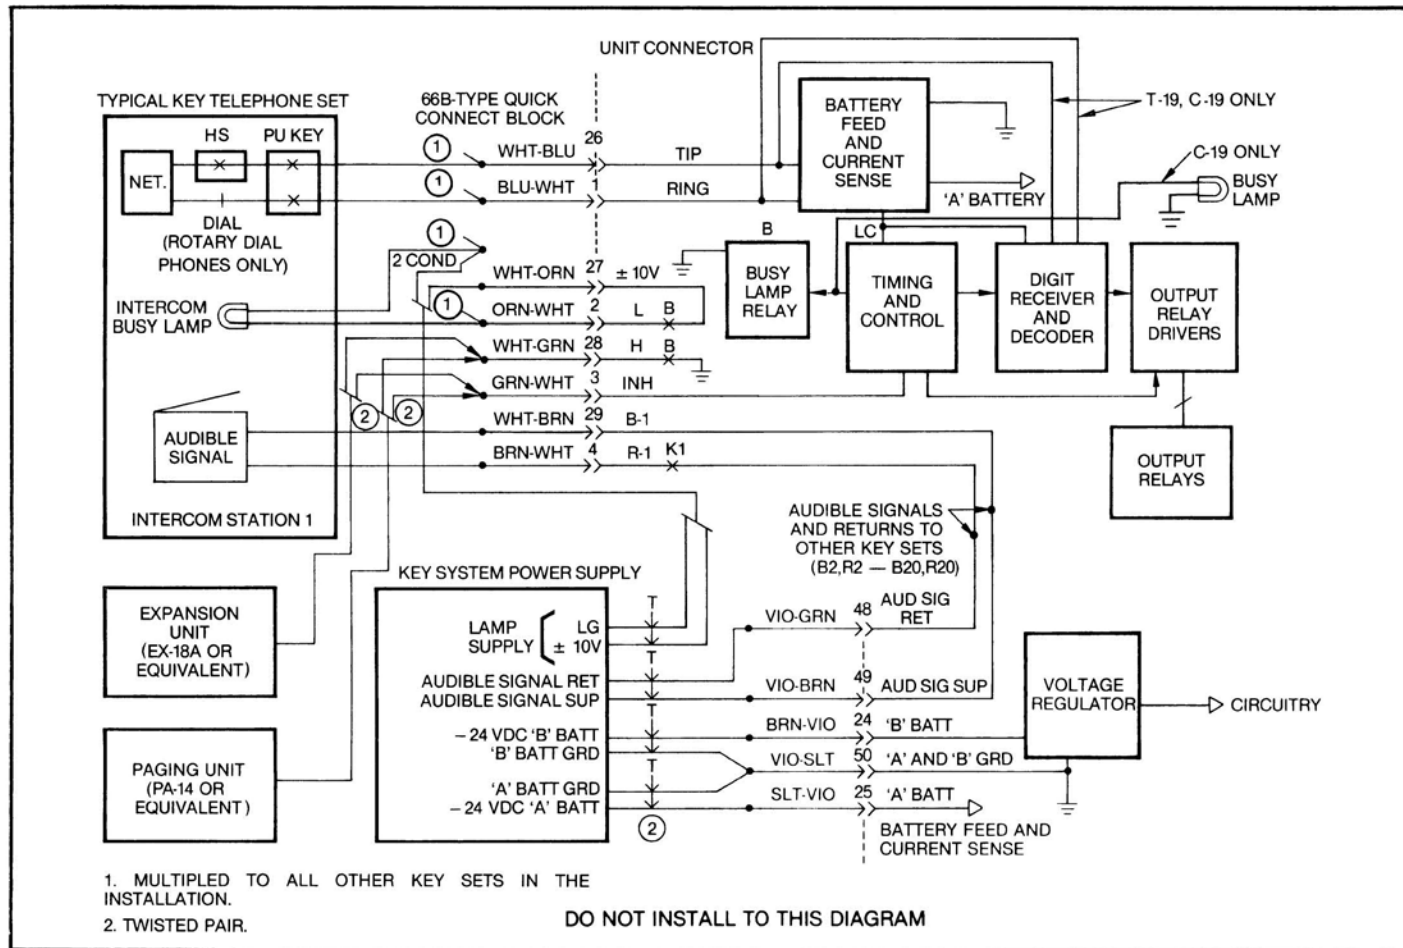 UNIT CONNECTOR
TYPICAL KEY TELEPHONE SET
66B-TYPE QUICK
CONNECT BLOCK
HS
PU KEY
NET.
DIAL
(ROTARY DIAL
PHONES ONLY)
INTERCOM
BUSY LAMP
AUDIBLE
SIGNAL
INTERCOM STATION 1
1
WHT-BLU
26
TIP
1
BLU-WHT
1
RING
1
2 COND
WHT-ORN
27
± 10V
1
ORN-WHT
2
L
B
WHT-GRN
28
H
B
GRN-WHT
3
INH
2
2
WHT-BRN
29
B-1
BRN-WHT
4
R-1
K1
BATTERY
FEED
AND
CURRENT
SENSE
'A' BATTERY
T-19, C-19 ONLY
C-19 ONLY
BUSY
LAMP
B
BUSY
LAMP
RELAY
LC
TIMING
AND
CONTROL
DIGIT
RECEIVER
AND
DECODER
OUTPUT
RELAY
DRIVERS
OUTPUT
RELAYS
AUDIBLE SIGNALS
AND RETURNS TO
OTHER KEY SETS
(B2,R2 — B20,R20)
EXPANSION
UNIT
(EX-18A OR
EQUIVALENT)
PAGING UNIT
(PA-14 OR
EQUIVALENT)
KEY SYSTEM POWER SUPPLY
LAMP
SUPPLY
LG
± 10V
AUDIBLE SIGNAL RET
AUDIBLE SIGNAL SUP
– 24 VDC 'B' BATT
'B' BATT GRD
'A' BATT GRD
– 24 VDC 'A' BATT
T
T
T
T
2
VIO-GRN
48
AUD SIG
RET
VIO-BRN
49
AUD SIG SUP
BRN-VIO
24
'B' BATT
VIO-SLT
50
'A' AND 'B' GRD
SLT-VIO
25
'A' BATT
BATTERY FEED AND
CURRENT SENSE
VOLTAGE
REGULATOR
CIRCUITRY
1. MULTIPLED TO ALL OTHER KEY SETS IN THE
INSTALLATION.
2. TWISTED PAIR.
DO NOT INSTALL TO THIS DIAGRAM